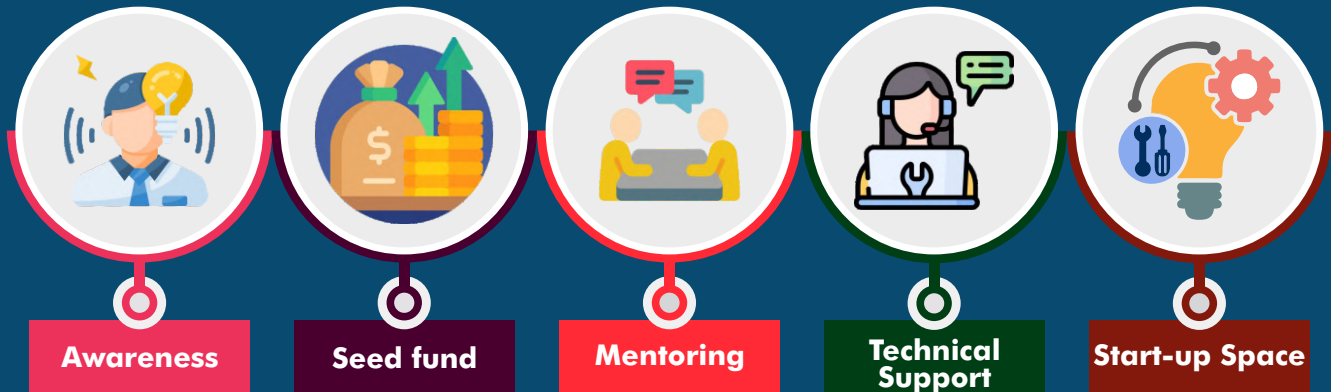 Awareness
Seed fund
Mentoring
Technical
Support
Start-up Space
$